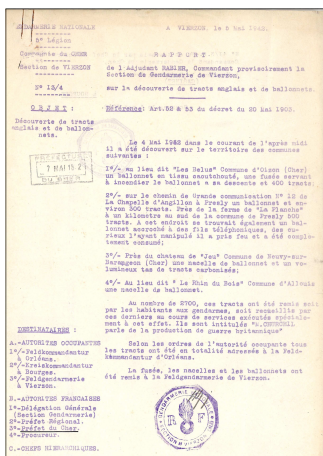 GENDARMERIE NATIONALE
A VIERZON, le 5 mai 1942.
5° Légion
Compagnie du CHER
Section de VIERZON
RAPPORT
de l'Adjudant MAGIER, Commandant provisoirement la
Section de Gendarmerie de Vierzon,
N° 13/4
sur la découverte de tracts anglais et de ballonnets.
OBJET :
Découverte de tracts
anglais et de ballon-
nets.
Référence: Art.52 & 53 du décret du 20 Mai 1903.
7 MAI 1942
Le 4 Mai 1942 dans le courant de l'après midi
il a été découvert sur le territoire des communes
suivantes :
1°/- au lieu dit "Les Dales" Commune d'Oison (Cher)
un ballonnet en tissu caoutchouté, une fusée servant
à incendier le ballonnet à sa descente et 400 tracts.
2°/- sur le chemin de Grande communication N° 12 de
La Chapelle d'Angillon à Presly un ballonnet et en-
viron 300 tracts. Près de la ferme de "La Planche"
à un kilomètre au sud de la commune de Presly 500
tracts. A cet endroit se trouvait également un bal-
lonnet accroché à des fils téléphoniques, des cu-
rieux l'ayant manipulé il a pris feu et a été complè-
tement consumé;
3°/- Près du chateau de "Jeu" Commune de Neuvy-sur-
Barangeon (Cher) une nacelle de ballonnet et un vo-
lumineux tas de tracts carbonisés;
4°/- Au lieu dit " Le Rhin du Bois" Commune d'Allouis
une nacelle de ballonnet.
Au nombre de 2700, ces tracts ont été remis soit
par les habitants aux gendarmes, soit recueillis par
ces derniers au cours de services exécutés spéciale-
ment à cet effet. Ils sont intitulés "M.CHURCHILL
parle de la production de guerre britannique"
Selon les ordres de l'autorité occupante tous
les tracts ont été en totalité adressés à la Feld-
kommandantur d'Orléans.
La fusée, les nacelles et les ballonnets ont
été remis à la Feldgendarmerie de Vierzon.
DESTINATAIRES :
A.-AUTORITES OCCUPANTES
1°/-Feldkommandantur
à Orléans.
2°/-Kreiskommandantur
à Bourges.
3°/-Feldgendarmerie
à Vierzon.
B.-AUTORITES FRANCAISES
1°-Délégation Générale
(Section Gendarmerie)
2°-Préfet Régional.
3°-Préfet du Cher.
4°-Procureur.
C.-CHEFS HIERARCHIQUES.
R F